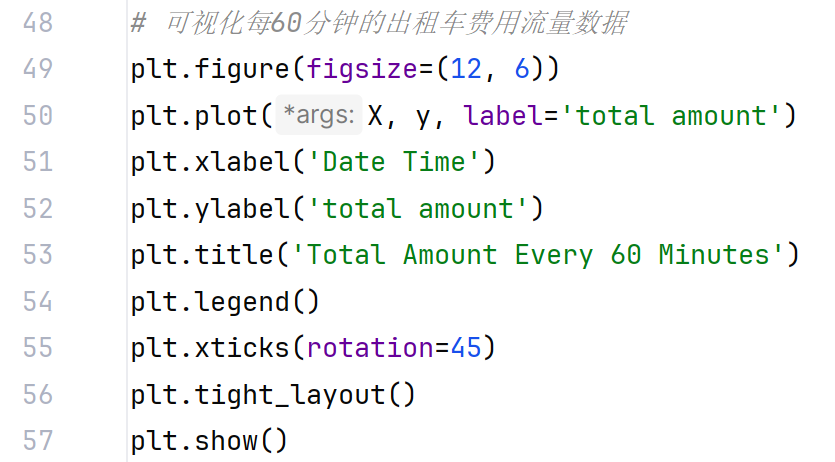 48 # 可视化每60分钟的出租车费用流量数据
49 plt.figure(figsize=(12, 6))
50 plt.plot(*args: X, y, label='total amount')
51 plt.xlabel('Date Time')
52 plt.ylabel('total amount')
53 plt.title('Total Amount Every 60 Minutes')
54 plt.legend()
55 plt.xticks(rotation=45)
56 plt.tight_layout()
57 plt.show()